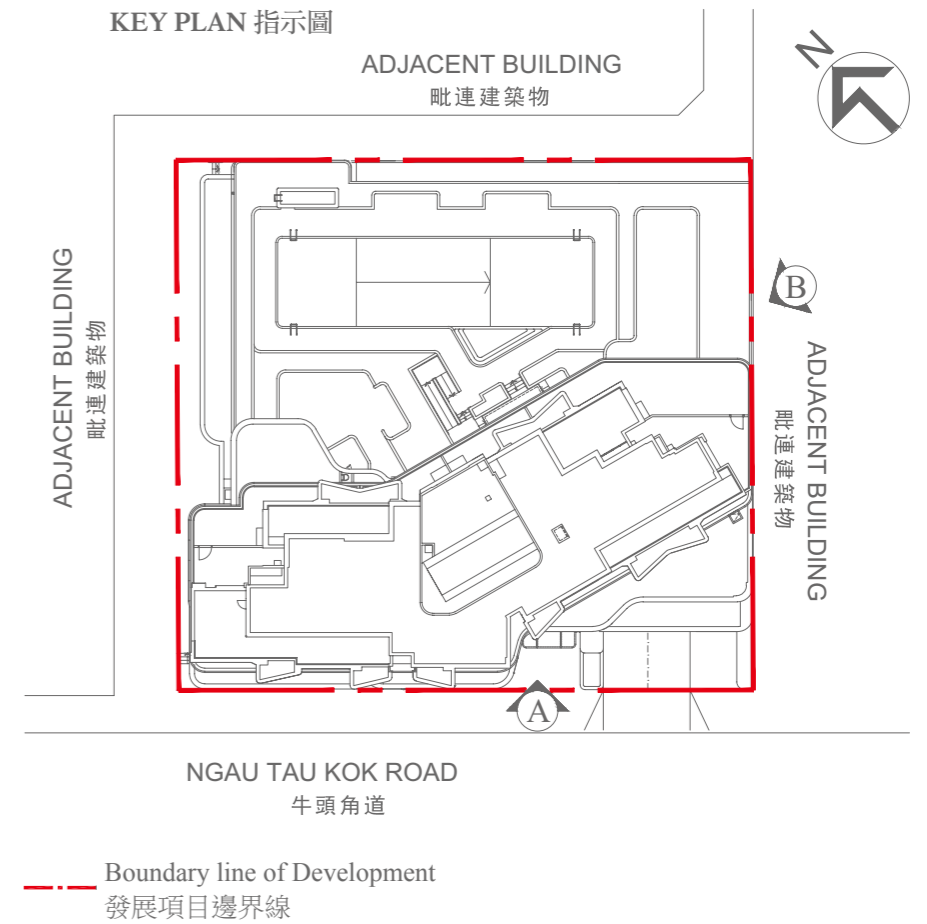 KEY PLAN 指示圖
ADJACENT BUILDING
毗連建築物
N
ADJACENT BUILDING
毗連建築物
B
ADJACENT BUILDING
毗連建築物
A
NGAU TAU KOK ROAD
牛頭角道
Boundary line of Development
發展項目邊界線